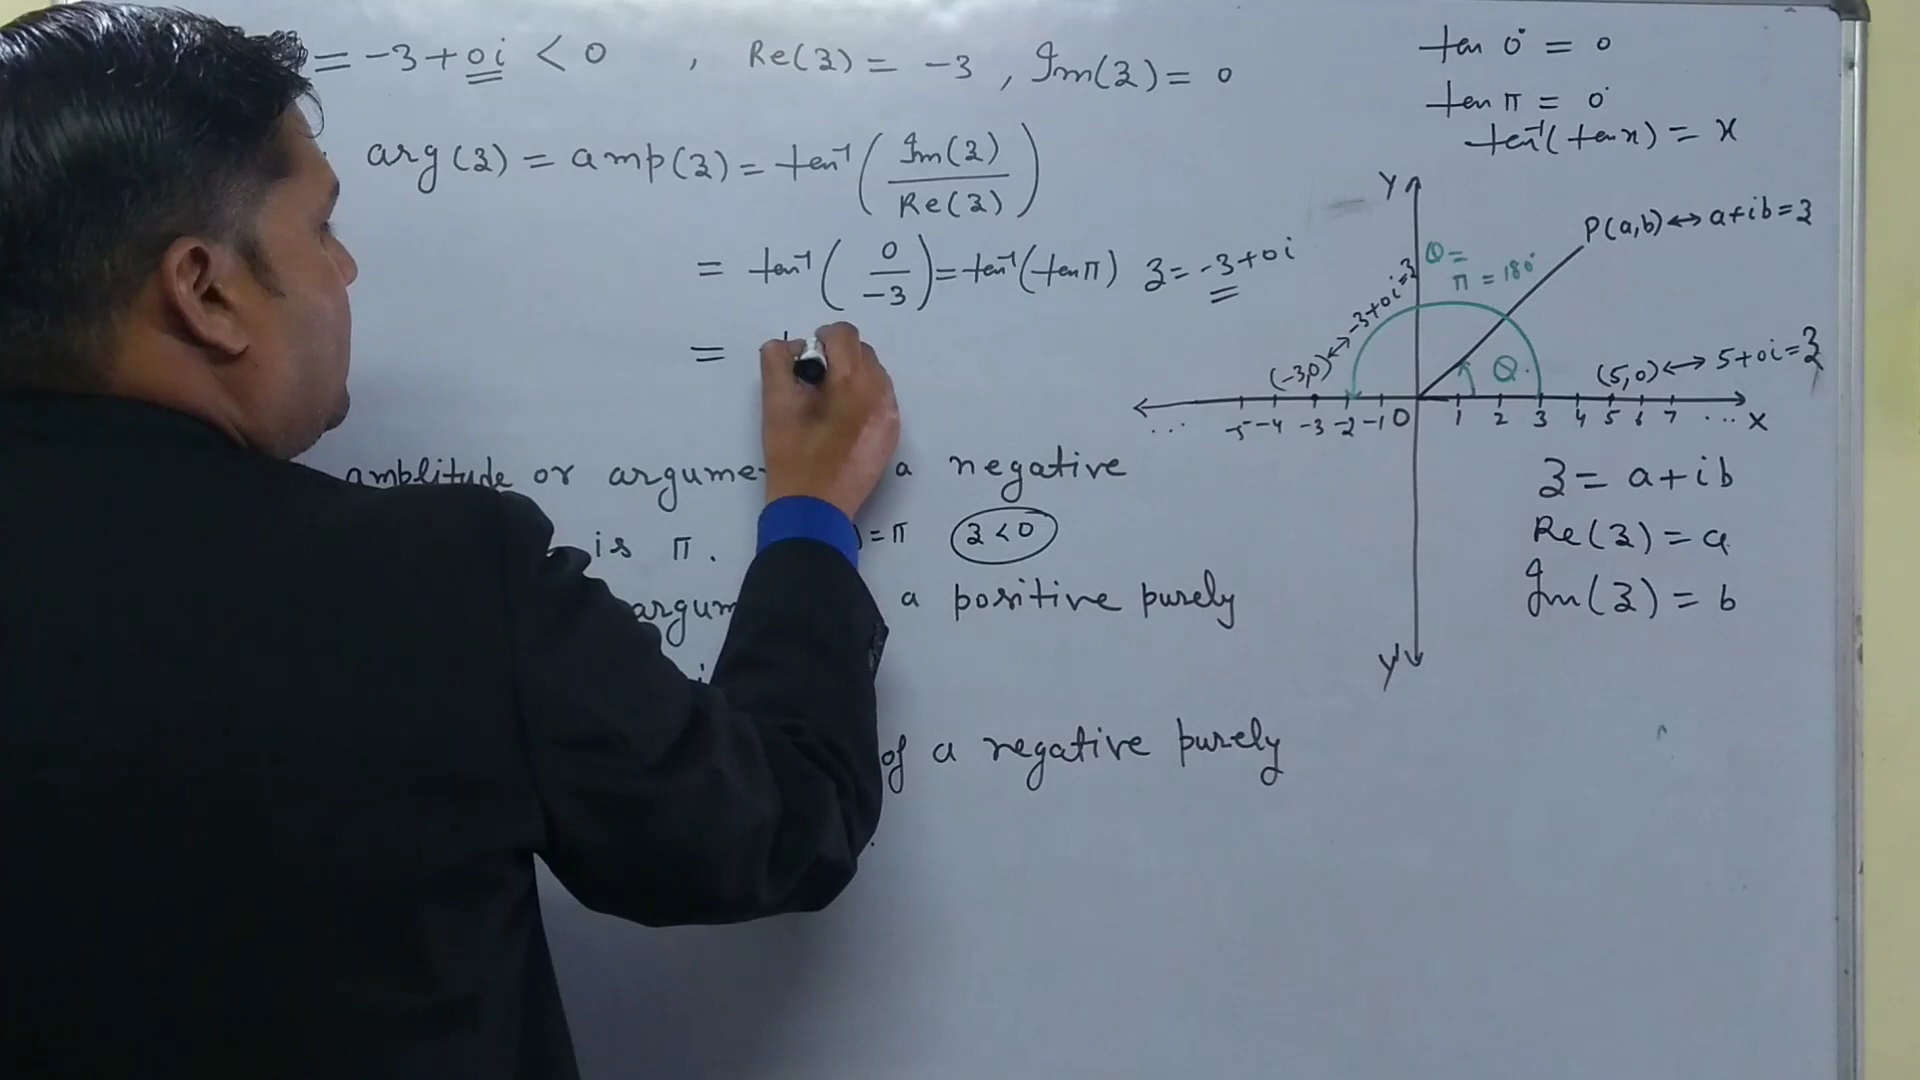 = -3+0i < 0 , Re(z) = -3 , Im(z) = 0
arg(z) = amp(z) = tan⁻¹ ( Im(z) / Re(z) )
= tan⁻¹ ( 0 / -3 ) = tan⁻¹(tan π) z = -3+0i
=
amplitude or argume a negative
is π. ) = π z < 0
argum a positive purely
of a negative purely
tan 0° = 0
tan π = 0
tan⁻¹(tan x) = x
Y
P(a,b) ↔ a+ib = z
θ =
π = 180°
(-3,0) ↔ -3+0i = z
θ
(5,0) ↔ 5+0i = z
... -5 -4 -3 -2 -1 0 1 2 3 4 5 6 7 ... X
Y'
z = a+ib
Re(z) = a
Im(z) = b